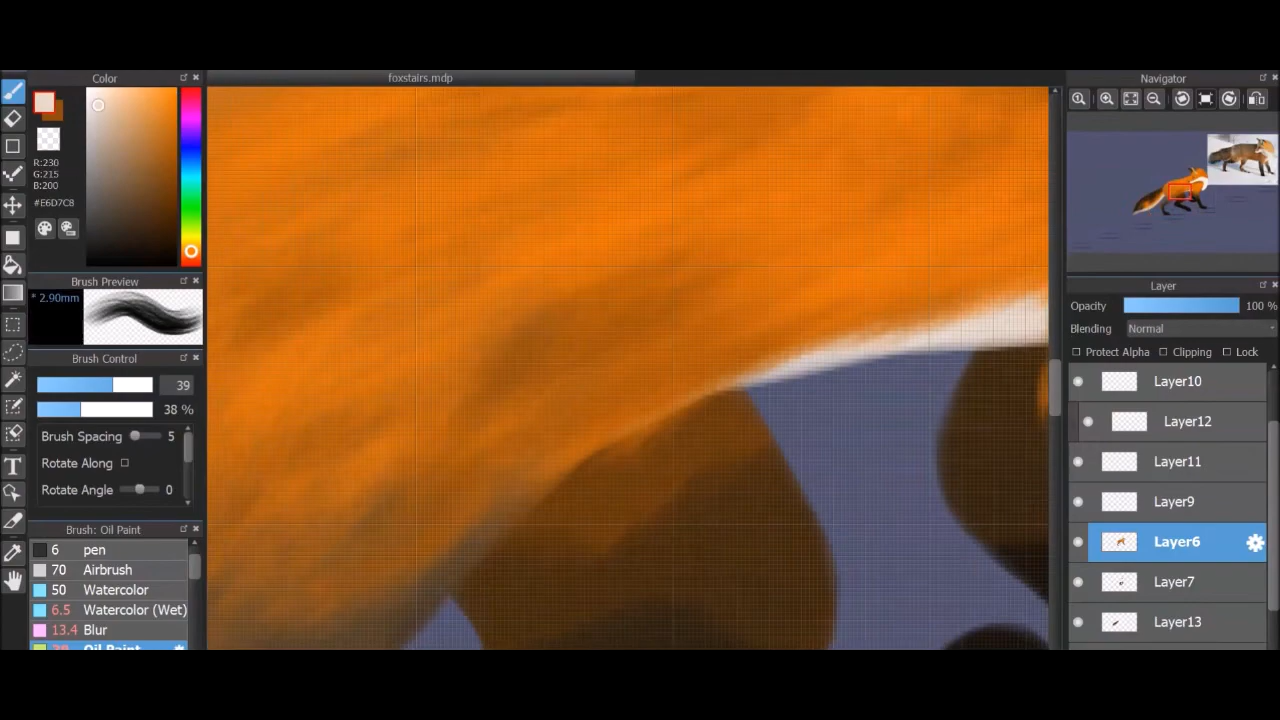 Color
foxstairs.mdp
Navigator
R:230
G:215
B:200
#E6D7C8
Brush Preview
* 2.90mm
Brush Control
39
38 %
Brush Spacing 5
Rotate Along
Rotate Angle 0
Brush: Oil Paint
6 pen
70 Airbrush
50 Watercolor
6.5 Watercolor (Wet)
13.4 Blur
Oil Paint
Layer
Opacity 100 %
Blending Normal
Protect Alpha Clipping Lock
Layer10
Layer12
Layer11
Layer9
Layer6
Layer7
Layer13